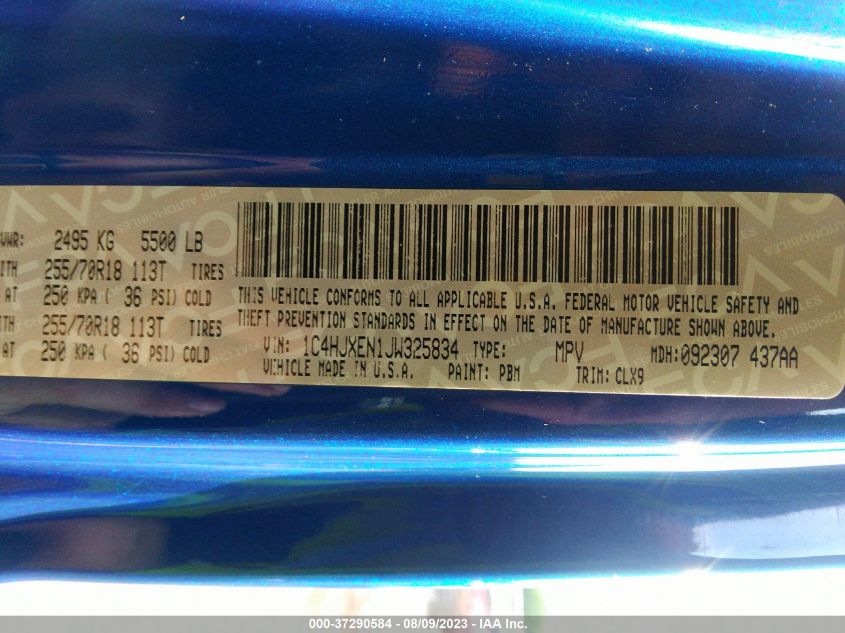 VWR: 2495 KG 5500 LB
ITH 255/70R18 113T TIRES
AT 250 KPA ( 36 PSI) COLD
ITH 255/70R18 113T TIRES
AT 250 KPA ( 36 PSI) COLD
THIS VEHICLE CONFORMS TO ALL APPLICABLE U.S.A. FEDERAL MOTOR VEHICLE SAFETY AND
THEFT PREVENTION STANDARDS IN EFFECT ON THE DATE OF MANUFACTURE SHOWN ABOVE.
VIN: 1C4HJXEN1JW325834 TYPE: MPV MDH:092307 437AA
VEHICLE MADE IN U.S.A. PAINT: PBM TRIM: CLX9
000-37290584 - 08/09/2023 - IAA Inc.